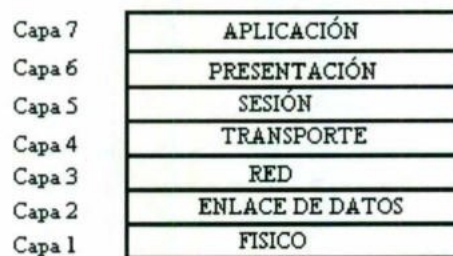 Capa 7 APLICACIÓN
Capa 6 PRESENTACIÓN
Capa 5 SESIÓN
Capa 4 TRANSPORTE
Capa 3 RED
Capa 2 ENLACE DE DATOS
Capa 1 FISICO